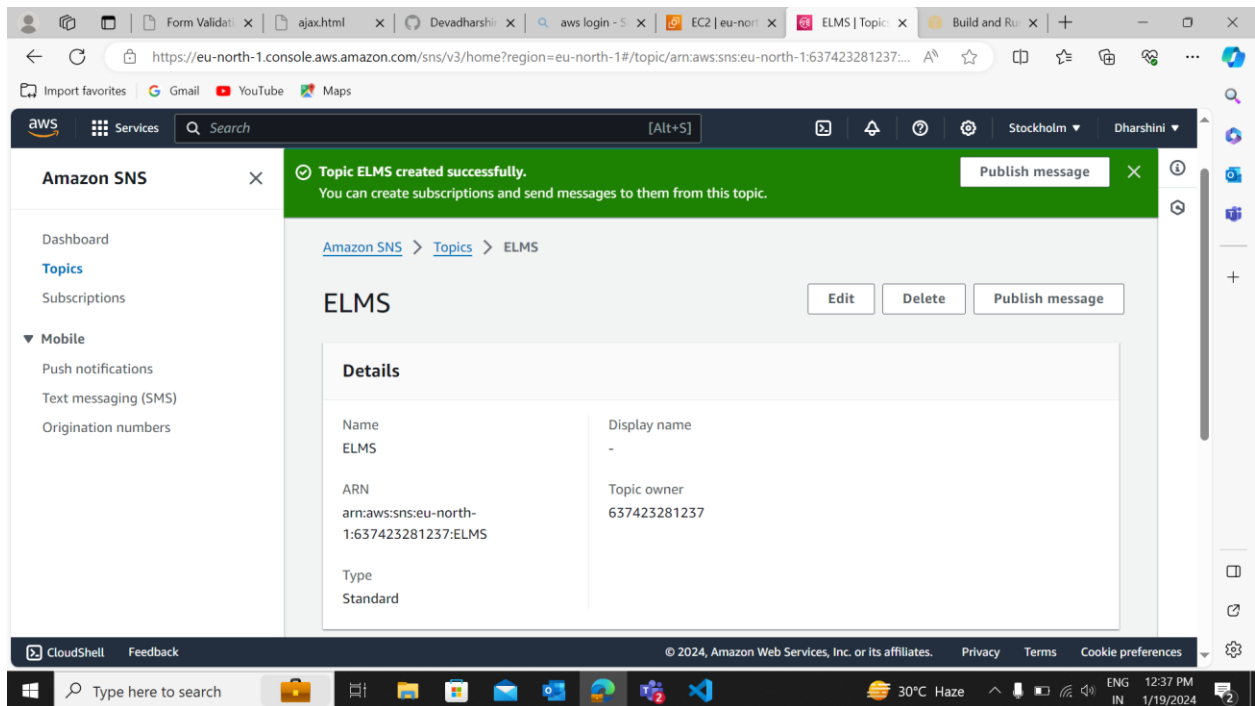 Form Validati
ajax.html
Devadharshin
aws login - S
EC2 | eu-nort
ELMS | Topic
Build and Ru
https://eu-north-1.console.aws.amazon.com/sns/v3/home?region=eu-north-1#/topic/arn:aws:sns:eu-north-1:637423281237:...
Import favorites
Gmail
YouTube
Maps
aws
Services
Search
[Alt+S]
Stockholm
Dharshini
Amazon SNS
Dashboard
Topics
Subscriptions
Mobile
Push notifications
Text messaging (SMS)
Origination numbers
Topic ELMS created successfully.
You can create subscriptions and send messages to them from this topic.
Publish message
Amazon SNS > Topics > ELMS
ELMS
Edit
Delete
Publish message
Details
Name
ELMS
ARN
arn:aws:sns:eu-north-
1:637423281237:ELMS
Type
Standard
Display name
-
Topic owner
637423281237
CloudShell
Feedback
© 2024, Amazon Web Services, Inc. or its affiliates.
Privacy
Terms
Cookie preferences
Type here to search
30°C Haze
ENG
IN
12:37 PM
1/19/2024
2